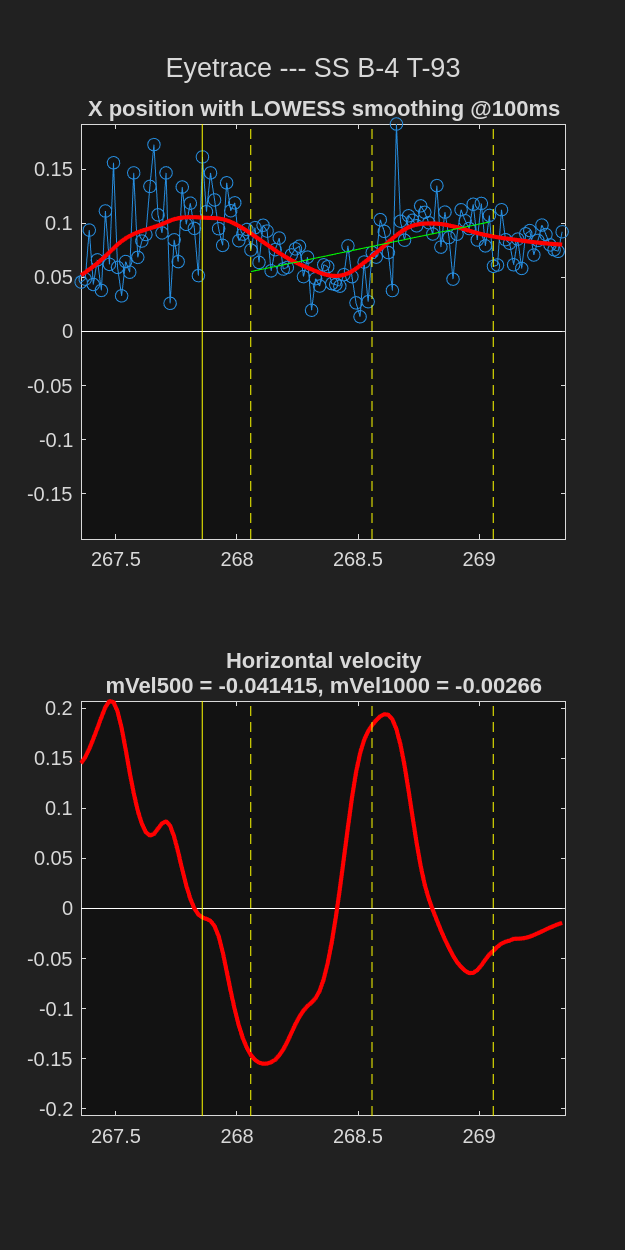 Eyetrace --- SS B-4 T-93
X position with LOWESS smoothing @100ms
0.15
0.1
0.05
0
-0.05
-0.1
-0.15
267.5 268 268.5 269
Horizontal velocity
mVel500 = -0.041415, mVel1000 = -0.00266
0.2
0.15
0.1
0.05
0
-0.05
-0.1
-0.15
-0.2
267.5 268 268.5 269